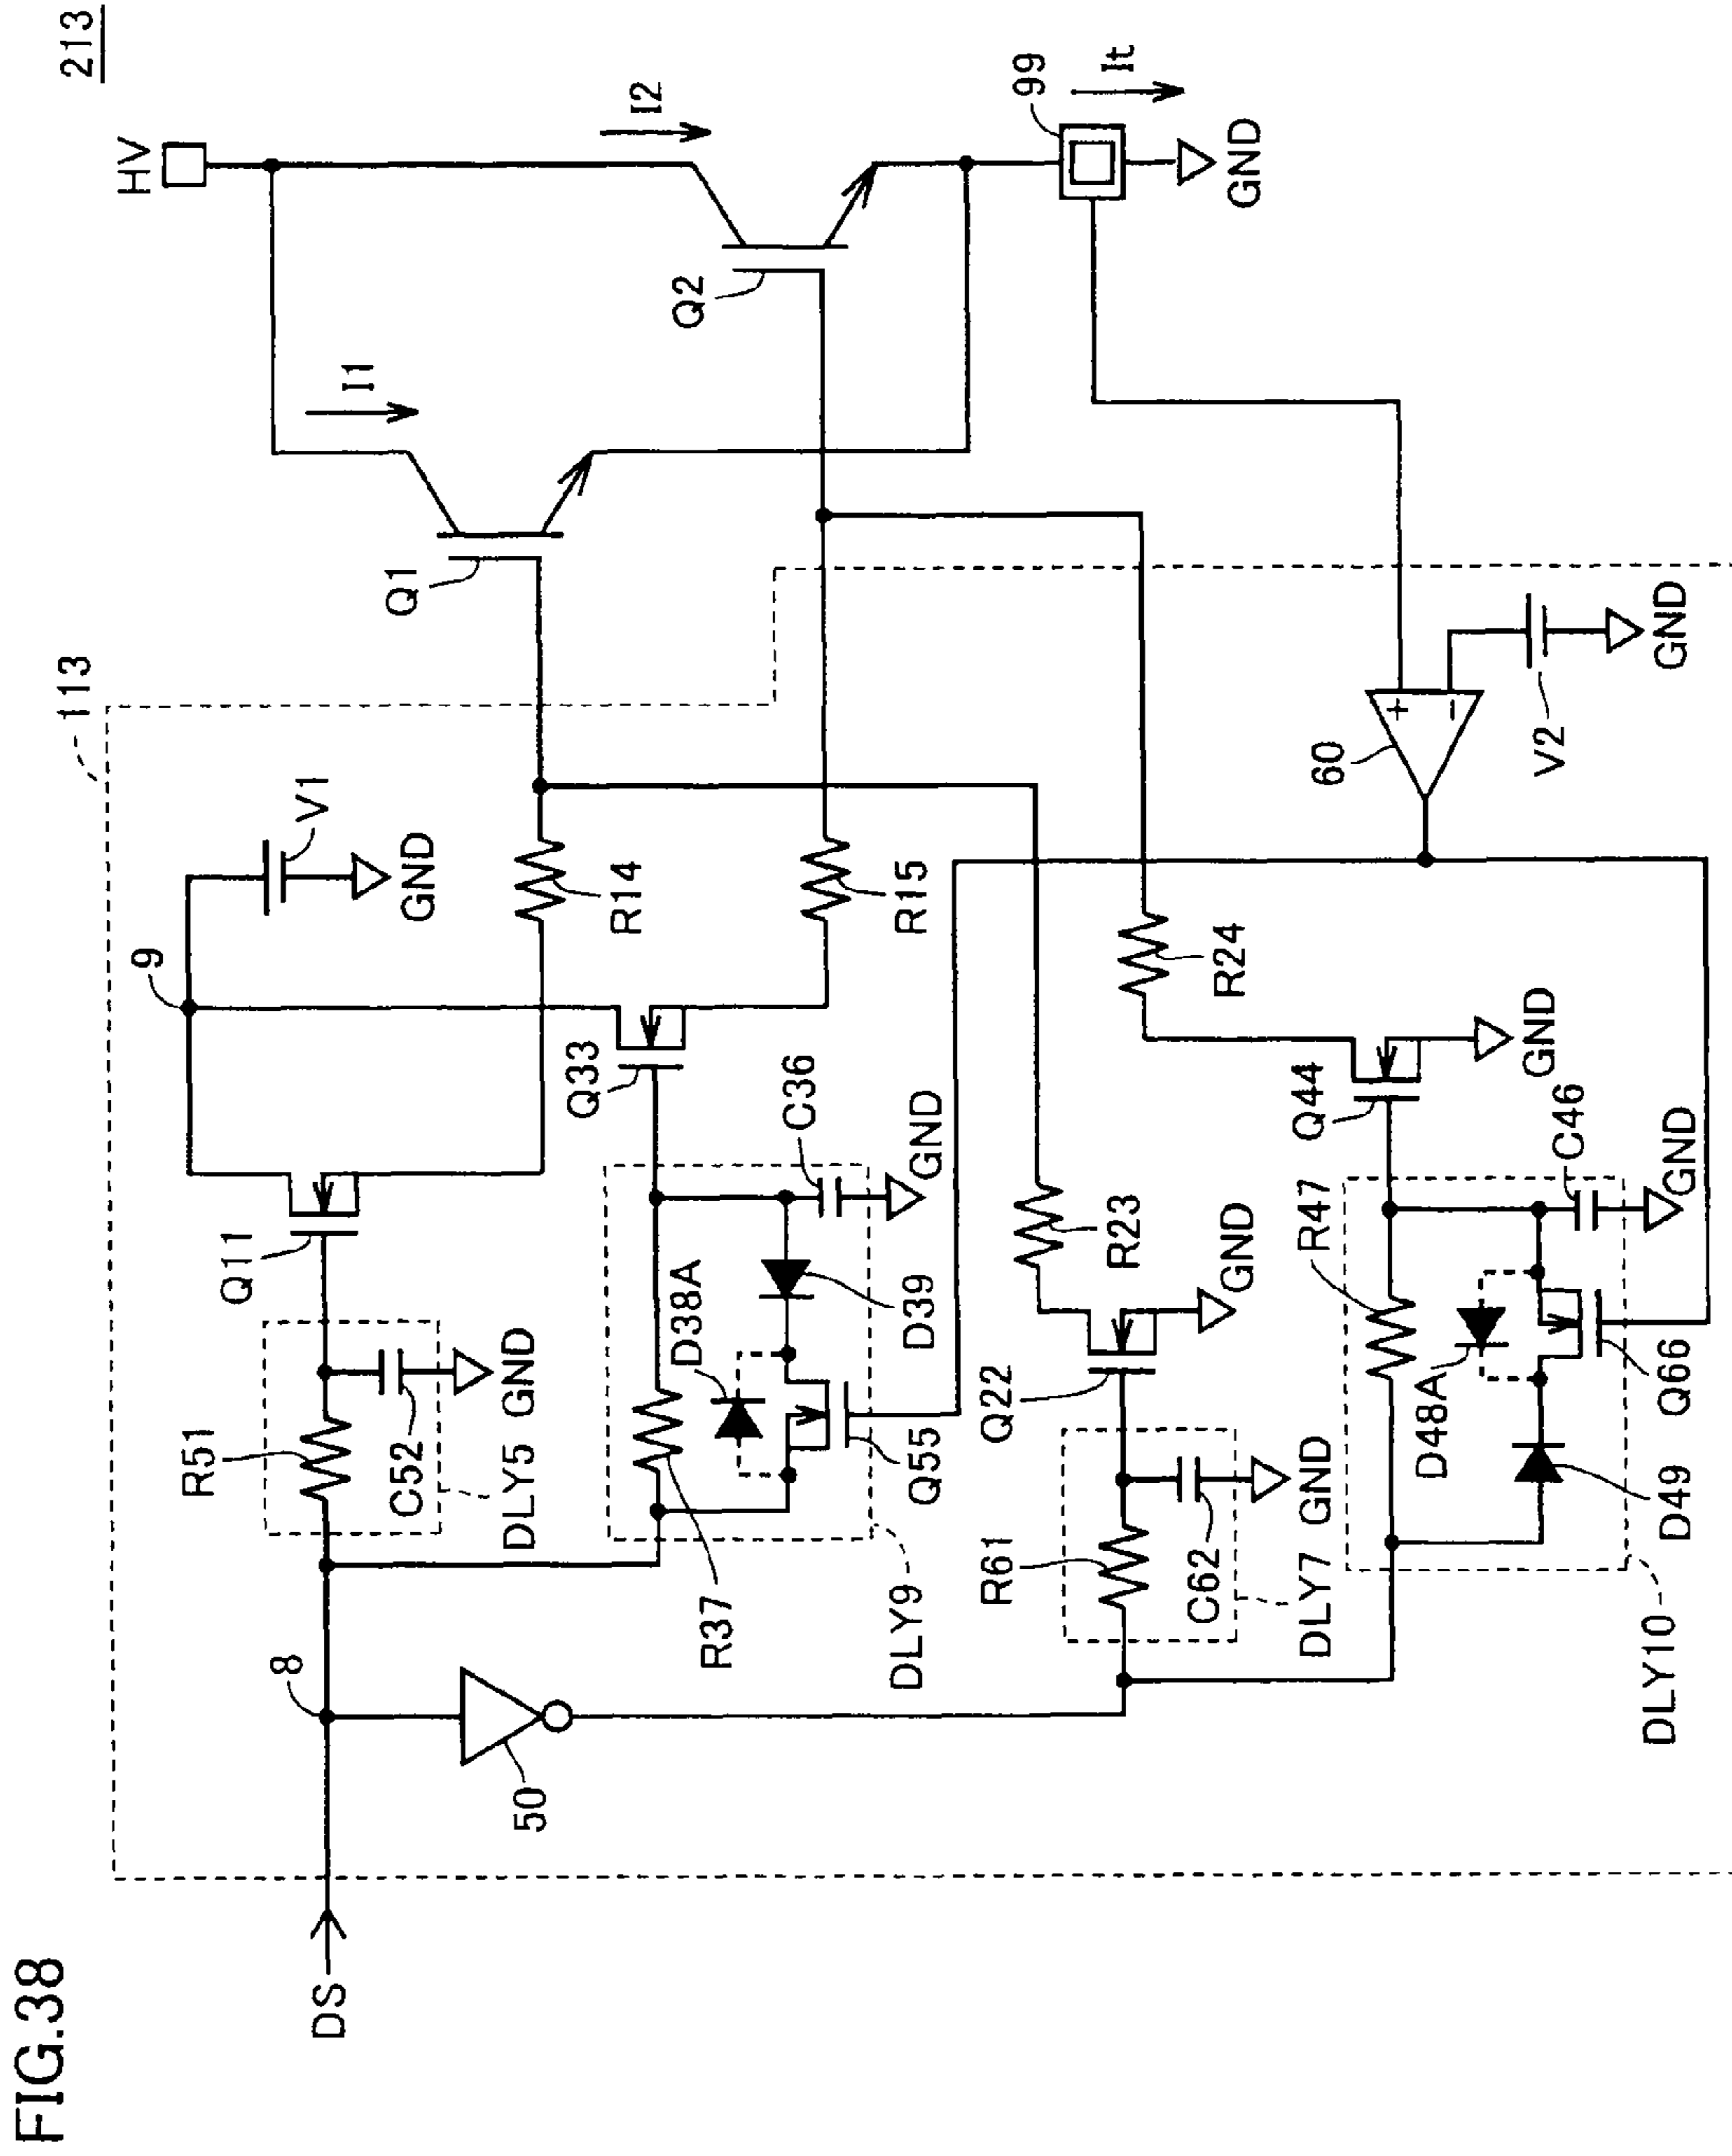 FIG.38
213
HV
I2
I1
Q2
Q1
99
It
GND
113
V1
GND
9
R14
R15
Q11
Q33
R51
C52
DLY5
GND
D38A
C36
GND
D39
R37
Q55
DLY9
DS
8
50
R24
R23
60
V2
GND
Q22
GND
R61
C62
DLY7
GND
Q44
GND
R47
C46
GND
D48A
Q66
D49
DLY10
+
−